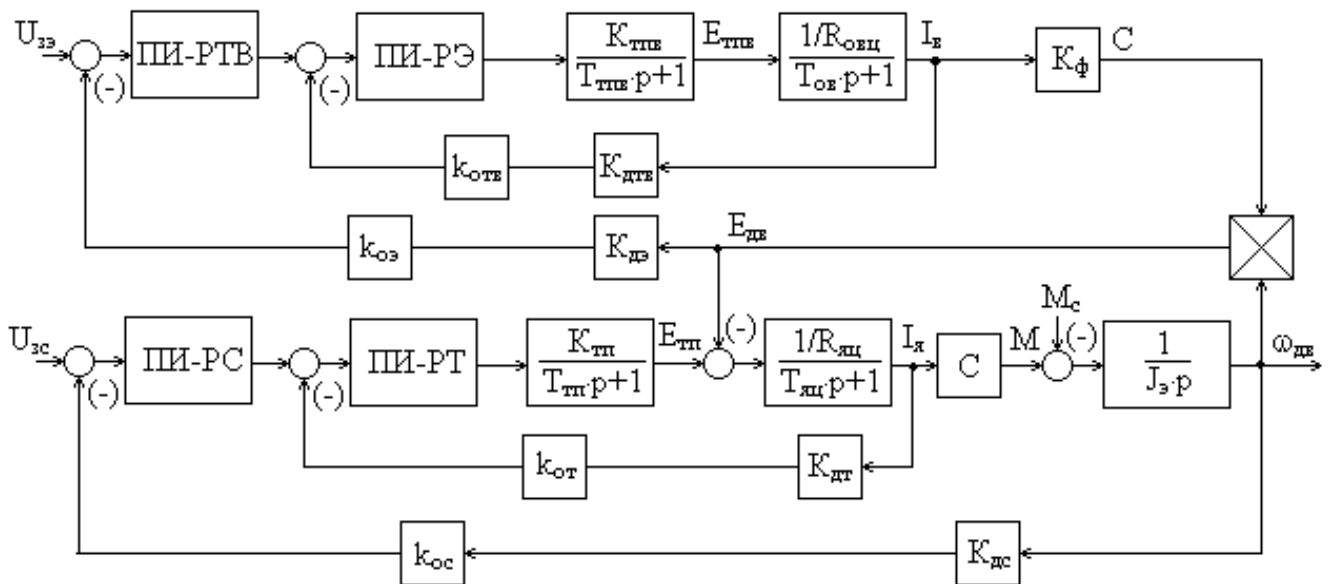 Uзэ
(-)
ПИ-РТВ
(-)
ПИ-РЭ
Kтпв
Tтпв·p+1
Eтпв
1/Rовц
Tов·p+1
Iв
Kф
C
kотв
Kдтв
kоэ
Kдэ
Eдв
Uзс
(-)
ПИ-РС
(-)
ПИ-РТ
Kтп
Tтп·p+1
Eтп
(-)
1/Rяц
Tяц·p+1
Iя
C
M
Mс
(-)
1
Jэ·p
ωдв
kот
Kдт
kос
Kдс